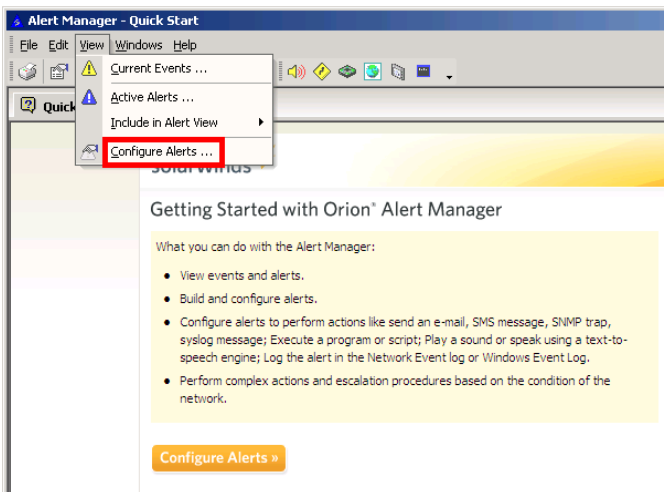 Alert Manager - Quick Start
File Edit View Windows Help
Current Events ...
Quick
Active Alerts ...
Include in Alert View
Configure Alerts ...
solarwinds
Getting Started with Orion® Alert Manager
What you can do with the Alert Manager:
• View events and alerts.
• Build and configure alerts.
• Configure alerts to perform actions like send an e-mail, SMS message, SNMP trap,
syslog message; Execute a program or script; Play a sound or speak using a text-to-
speech engine; Log the alert in the Network Event log or Windows Event Log.
• Perform complex actions and escalation procedures based on the condition of the
network.
Configure Alerts »